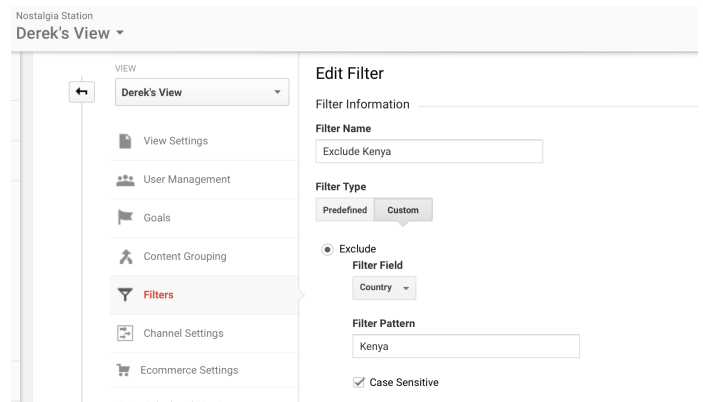 Nostalgia Station
Derek's View
VIEW
Derek's View
View Settings
User Management
Goals
Content Grouping
Filters
Channel Settings
Ecommerce Settings
Edit Filter
Filter Information
Filter Name
Exclude Kenya
Filter Type
Predefined Custom
Exclude
Filter Field
Country
Filter Pattern
Kenya
Case Sensitive